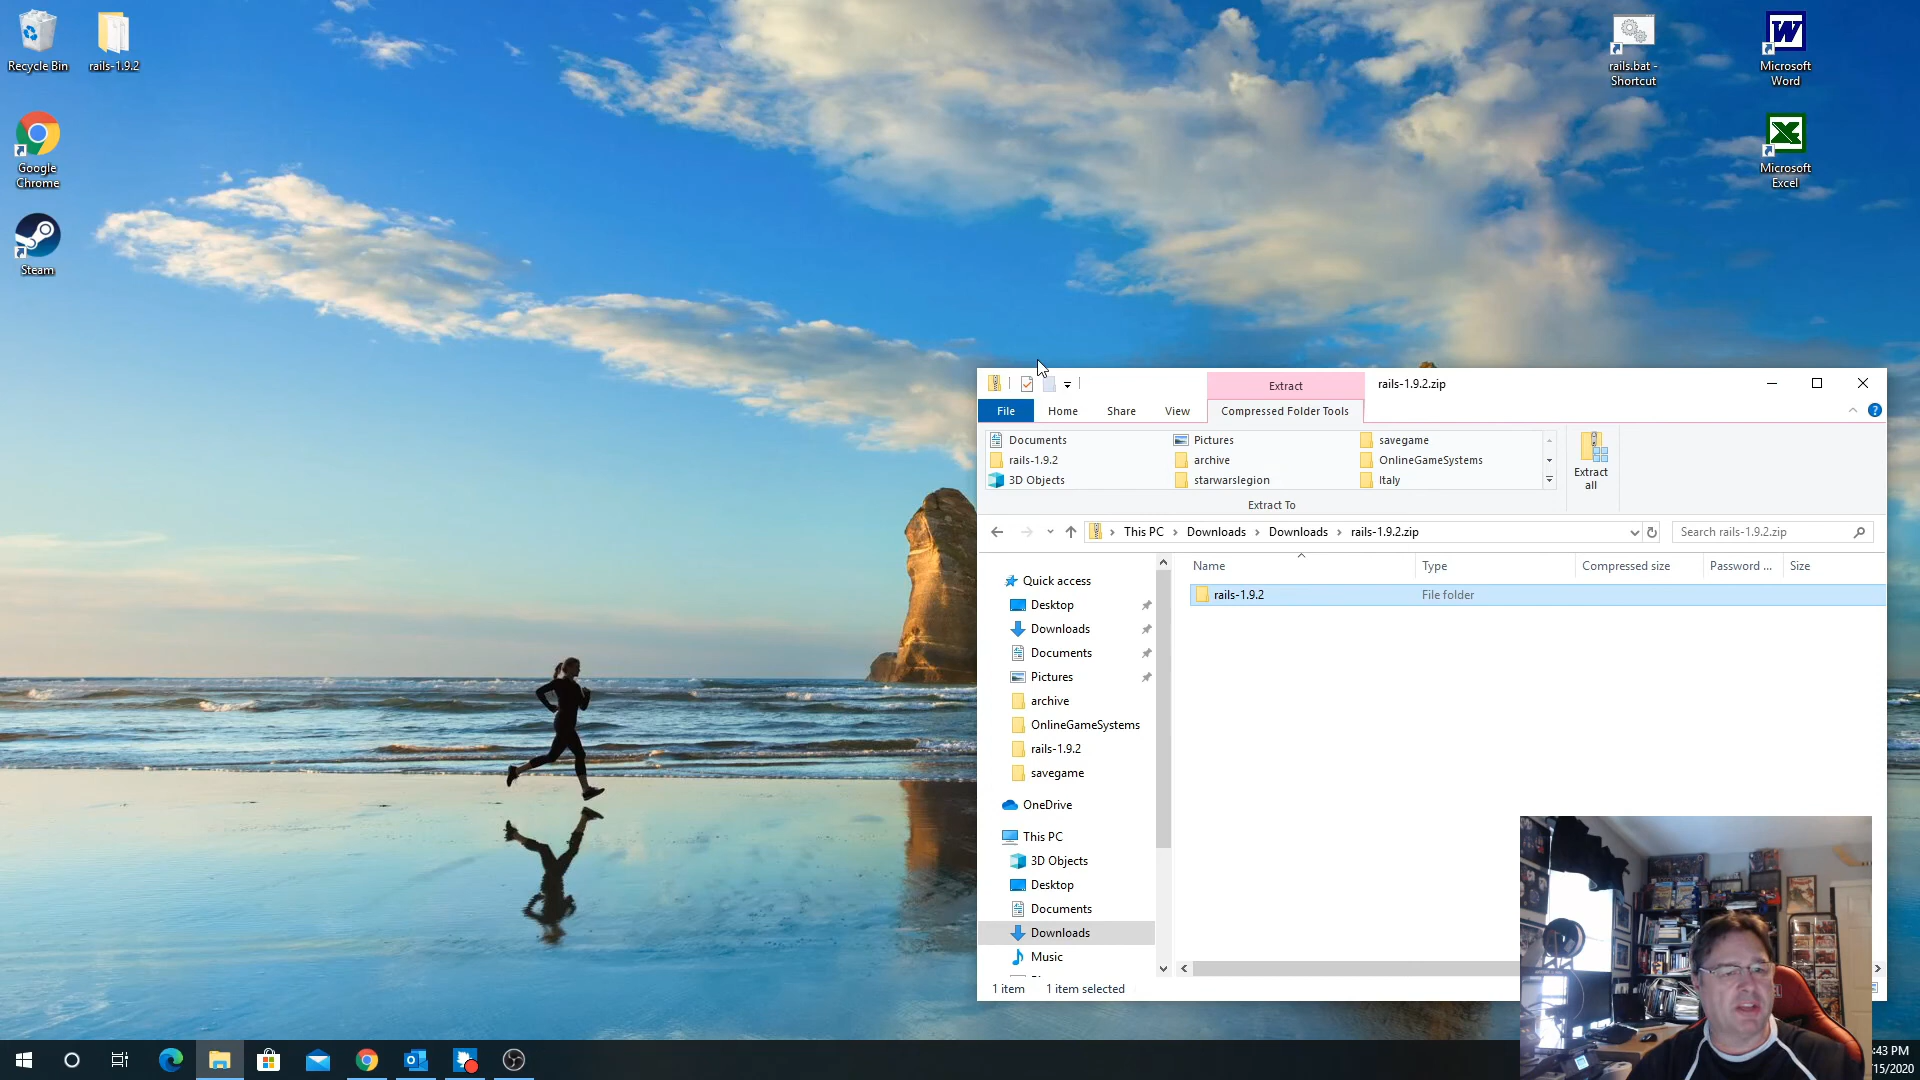 Recycle Bin
rails-1.9.2
Google
Chrome
Steam
rails.bat -
Shortcut
Microsoft
Word
Microsoft
Excel
Extract
rails-1.9.2.zip
File
Home
Share
View
Compressed Folder Tools
Documents
Pictures
savegame
rails-1.9.2
archive
OnlineGameSystems
3D Objects
starwarslegion
Italy
Extract
all
Extract To
This PC > Downloads > Downloads > rails-1.9.2.zip
Search rails-1.9.2.zip
Name
Type
Compressed size
Password ...
Size
rails-1.9.2
File folder
Quick access
Desktop
Downloads
Documents
Pictures
archive
OnlineGameSystems
rails-1.9.2
savegame
OneDrive
This PC
3D Objects
Desktop
Documents
Downloads
Music
1 item
1 item selected
:43 PM
15/2020